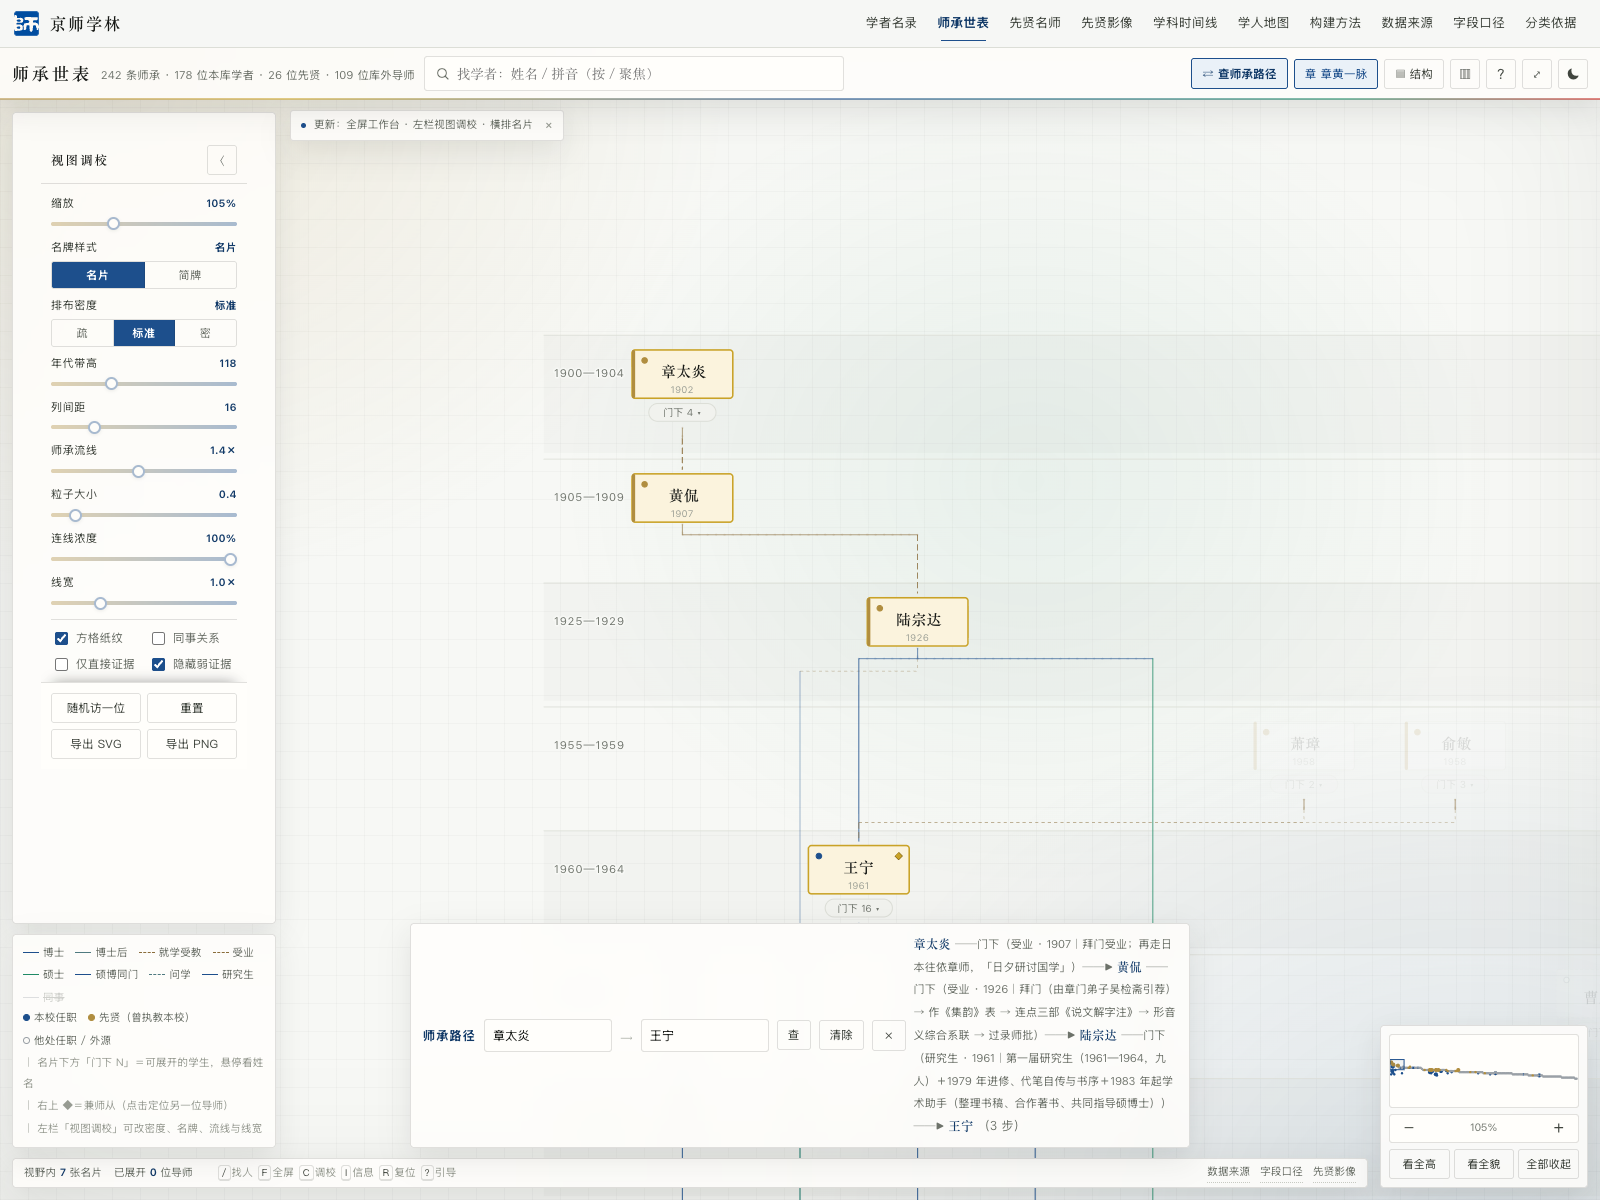 京师学林
学者名录 师承世表 先贤名师 先贤影像 学科时间线 学人地图 构建方法 数据来源 字段口径 分类依据
师承世表 242 条师承 · 178 位本库学者 · 26 位先贤 · 109 位库外导师
找学者：姓名 / 拼音（按 / 聚焦）
⇄ 查师承路径 章 章黄一脉 结构 ?
更新：全屏工作台 · 左栏视图调校 · 横排名片 ×
视图调校
缩放 105%
名牌样式 名片
名片 简牌
排布密度 标准
疏 标准 密
年代带高 118
列间距 16
师承流线 1.4×
粒子大小 0.4
连线浓度 100%
线宽 1.0×
方格纸纹 同事关系
仅直接证据 隐藏弱证据
随机访一位 重置
导出 SVG 导出 PNG
博士 博士后 就学受教 受业
硕士 硕博同门 问学 研究生
同事
本校任职 先贤（曾执教本校）
他处任职 / 外源
｜ 名片下方「门下 N」＝可展开的学生，悬停看姓
名
｜ 右上 ◆＝兼师从（点击定位另一位导师）
｜ 左栏「视图调校」可改密度、名牌、流线与线宽
1900—1904
章太炎
1902
门下 4 ▾
1905—1909
黄侃
1907
1925—1929
陆宗达
1926
1955—1959
萧璋
1958
门下 2 ▾
俞敏
1958
门下 3 ▾
1960—1964
王宁
1961
门下 16 ▾
曹
师承路径 章太炎 → 王宁 查 清除 ×
章太炎 ──门下（受业 · 1907｜拜门受业；再走日
本往依章师，「日夕研讨国学」）──▶ 黄侃 ──
门下（受业 · 1926｜拜门（由章门弟子吴检斋引荐）
→ 作《集韵》表 → 连点三部《说文解字注》→ 形音
义综合系联 → 过录师批）──▶ 陆宗达 ──门下
（研究生 · 1961｜第一届研究生（1961—1964，九
人）＋1979 年进修、代笔自传与书序＋1983 年起学
术助手（整理书稿、合作著书、共同指导硕博士））
──▶ 王宁 （3 步）
− 105% +
看全高 看全貌 全部收起
视野内 7 张名片 已展开 0 位导师 / 找人 F 全屏 C 调校 I 信息 R 复位 ? 引导
数据来源 字段口径 先贤影像